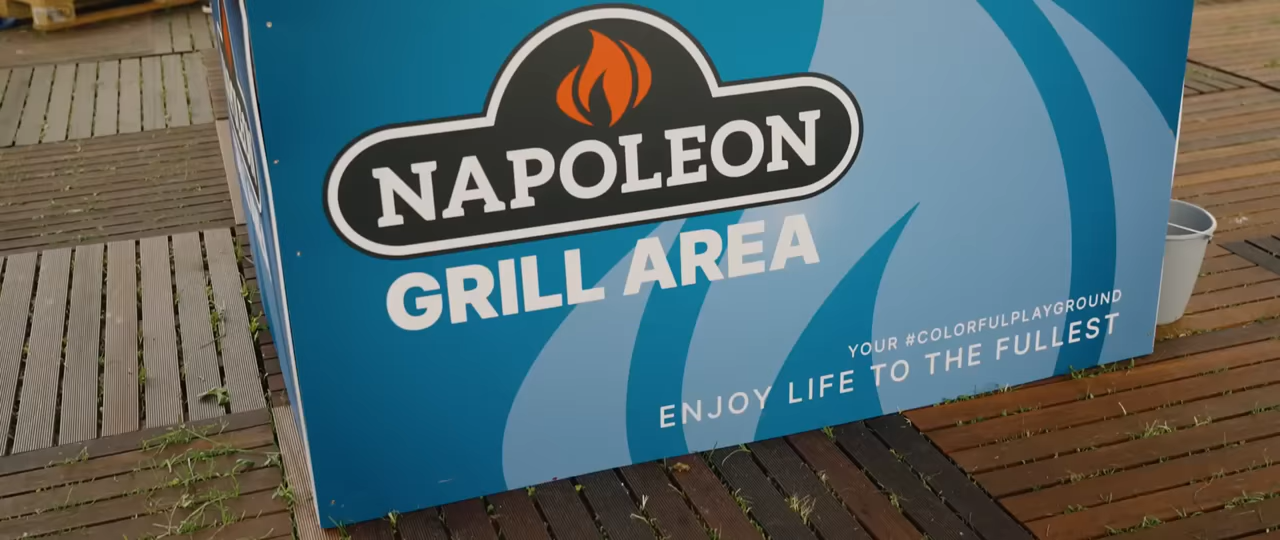 NAPOLEON
GRILL AREA
YOUR #COLORFULPLAYGROUND
ENJOY LIFE TO THE FULLEST